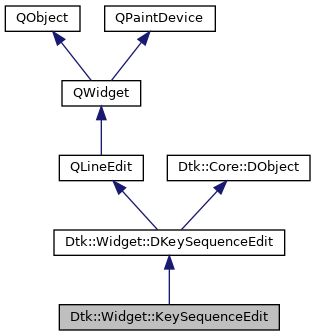 QObject
QPaintDevice
QWidget
QLineEdit
Dtk::Core::DObject
Dtk::Widget::DKeySequenceEdit
Dtk::Widget::KeySequenceEdit